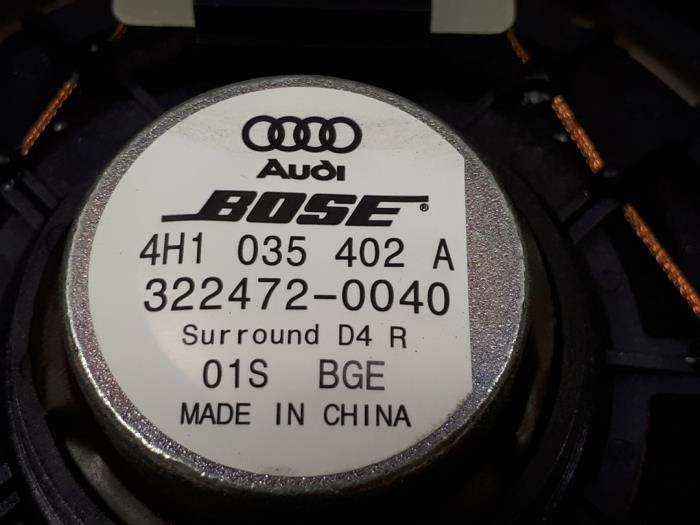 Audi
BOSE®
4H1 035 402 A
322472-0040
Surround D4 R
01S BGE
MADE IN CHINA